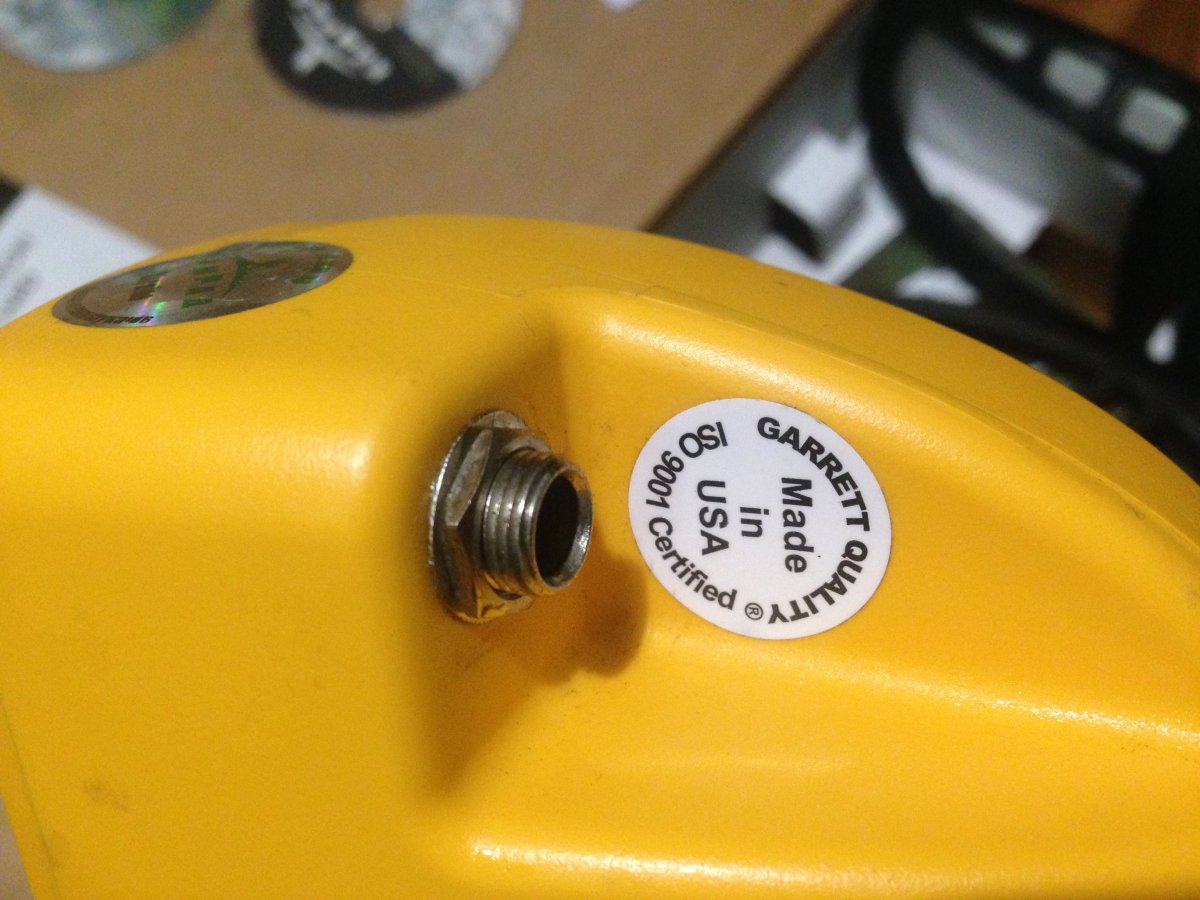 GARRETT QUALITY®
Made
in
USA
ISO 9001 Certified